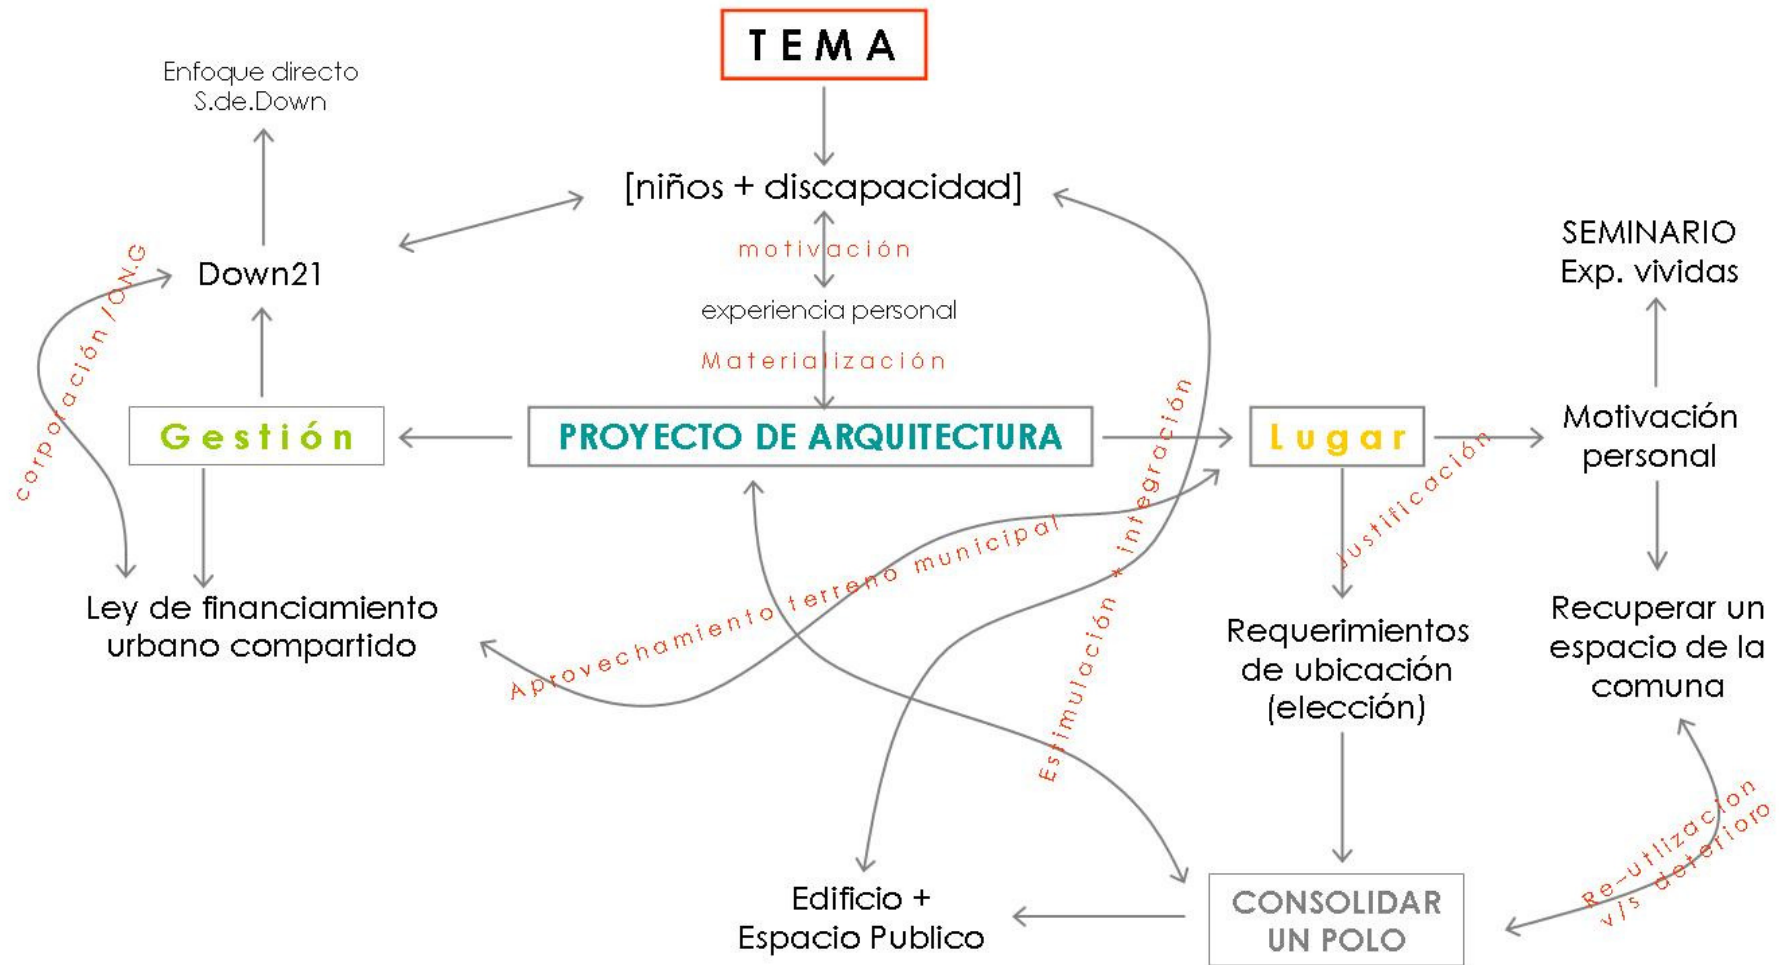 TEMA
Enfoque directo
S.de.Down
[niños + discapacidad]
motivación
SEMINARIO
Exp. vividas
Down21
corporación /ON.G
experiencia personal
Materialización
Gestión
PROYECTO DE ARQUITECTURA
Lugar
Motivación
personal
justificación
Estimulación * integración
Aprovechamiento terreno municipal
Ley de financiamiento
urbano compartido
Requerimientos
de ubicación
(elección)
Recuperar un
espacio de la
comuna
Re-utlizacion
v/s deterioro
Edificio +
Espacio Publico
CONSOLIDAR
UN POLO